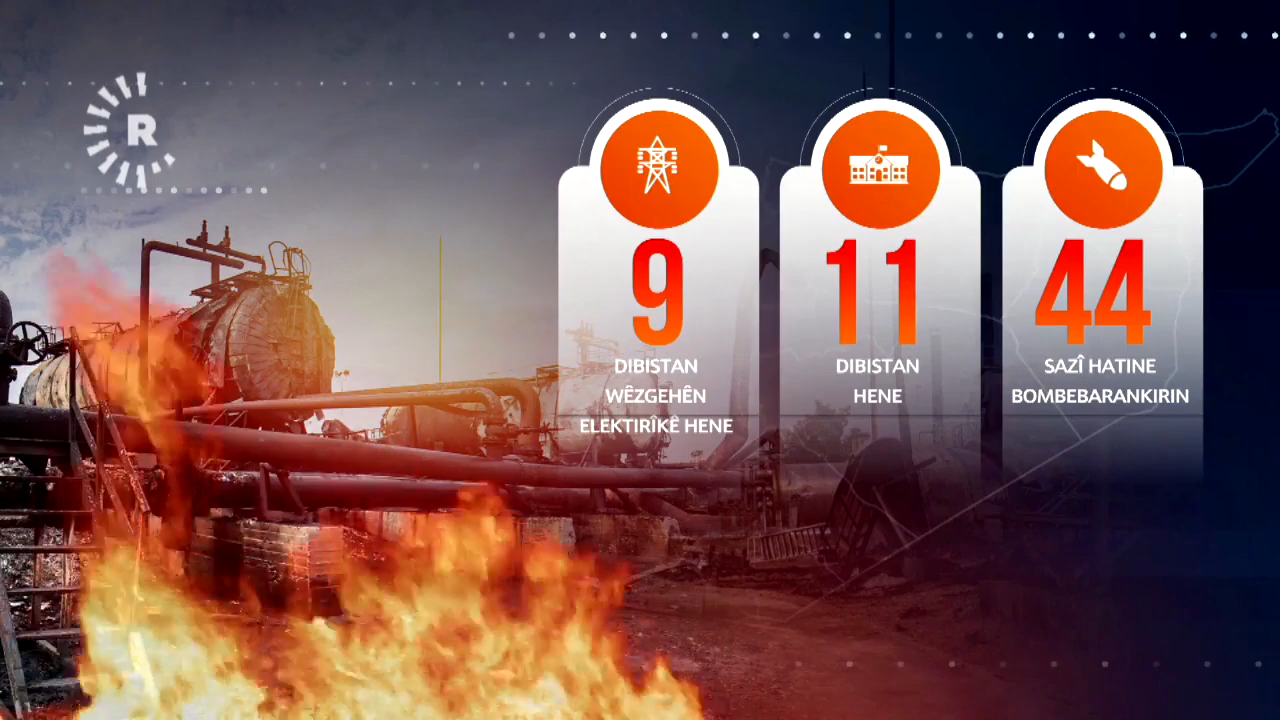 R
9
DIBISTAN
WÊZGEHÊN
ELEKTIRÎKÊ HENE
11
DIBISTAN
HENE
44
SAZÎ HATINE
BOMBEBARANKIRIN